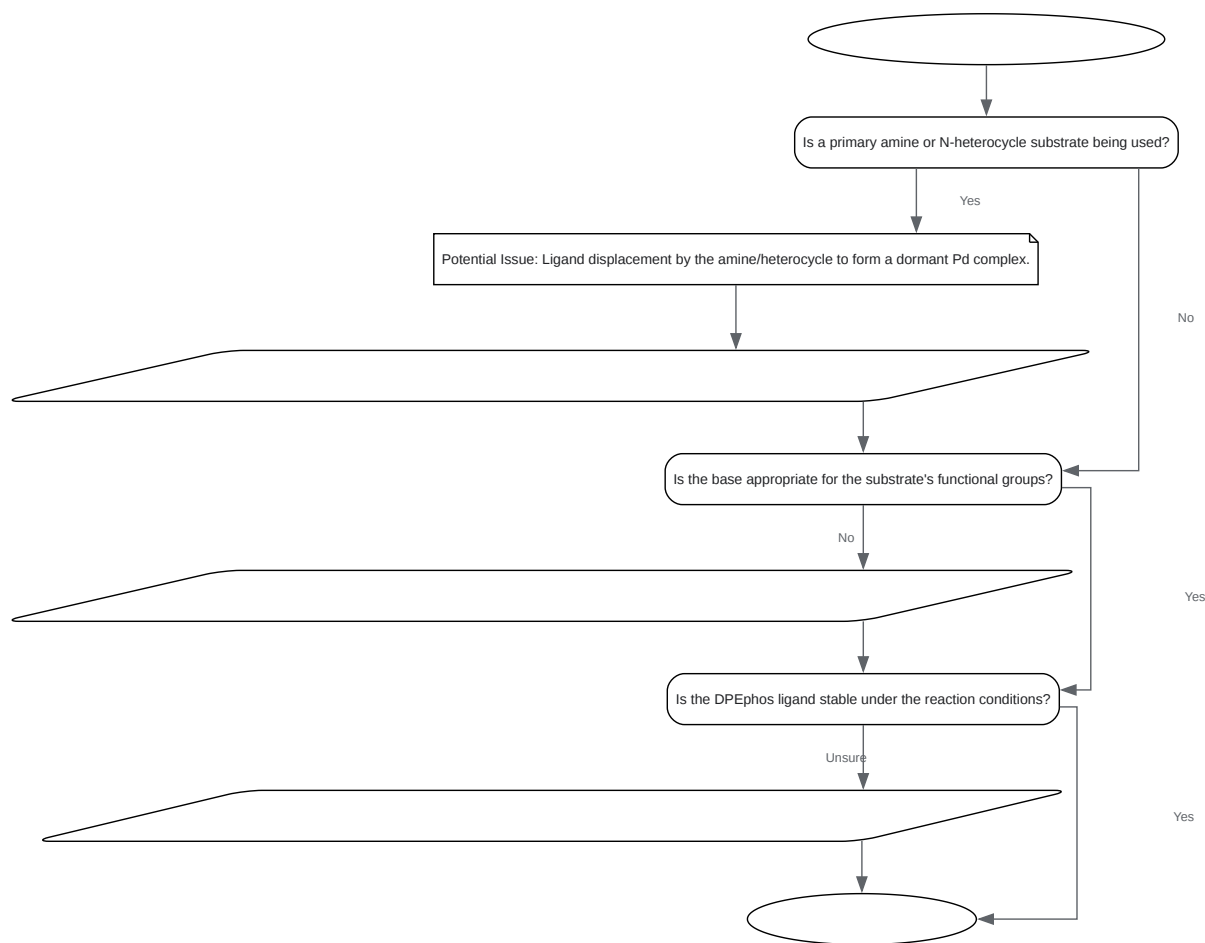 Is a primary amine or N-heterocycle substrate being used?
Yes
Potential Issue: Ligand displacement by the amine/heterocycle to form a dormant Pd complex.
No
Is the base appropriate for the substrate's functional groups?
No
Yes
Is the DPEphos ligand stable under the reaction conditions?
Unsure
Yes